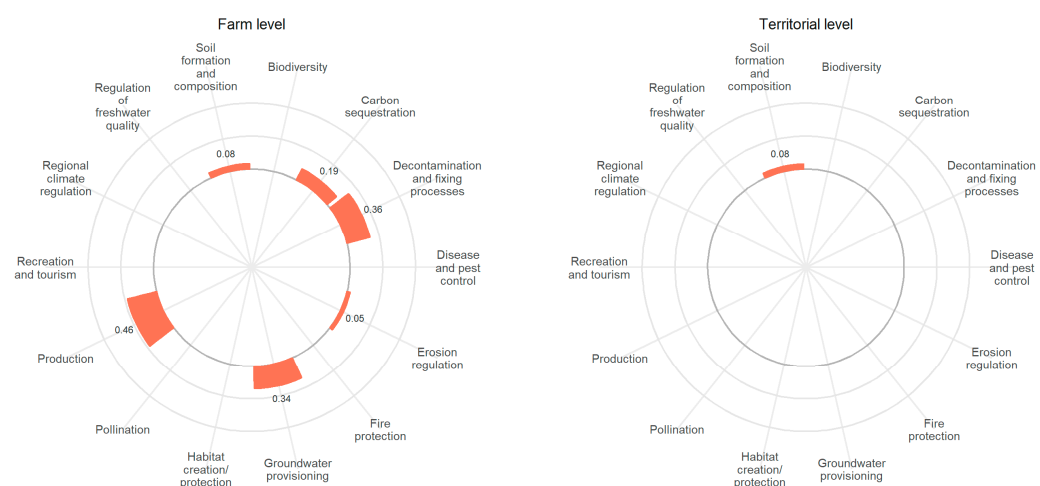 Farm level
Soil
formation
and
composition
Biodiversity
Carbon
sequestration
Decontamination
and fixing
processes
Disease
and pest
control
Erosion
regulation
Fire
protection
Groundwater
provisioning
Habitat
creation/
protection
Pollination
Production
Recreation
and tourism
Regional
climate
regulation
Regulation
of
freshwater
quality
0.08
0.19
0.36
0.05
0.34
0.46
Territorial level
Soil
formation
and
composition
Biodiversity
Carbon
sequestration
Decontamination
and fixing
processes
Disease
and pest
control
Erosion
regulation
Fire
protection
Groundwater
provisioning
Habitat
creation/
protection
Pollination
Production
Recreation
and tourism
Regional
climate
regulation
Regulation
of
freshwater
quality
0.08